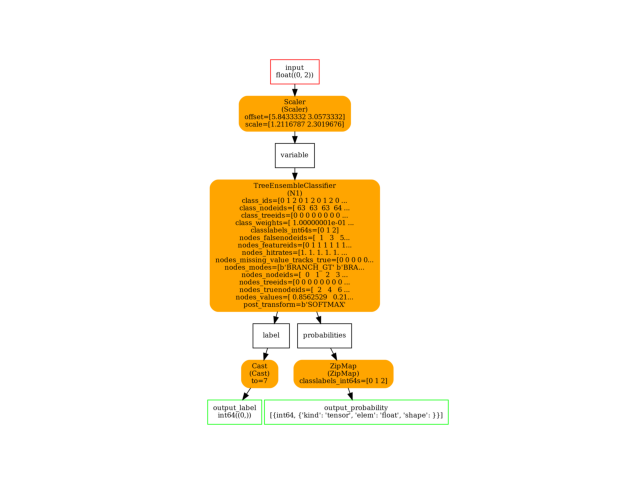 input
float((0, 2))
Scaler
(Scaler)
offset=[5.8433332 3.0573332]
scale=[1.2116787 2.3019676]
variable
TreeEnsembleClassifier
(N1)
class_ids=[0 1 2 0 1 2 0 1 2 0 ...
class_nodeids=[ 63  63  63  64 ...
class_treeids=[0 0 0 0 0 0 0 0 ...
class_weights=[ 1.00000001e-01 ...
classlabels_int64s=[0 1 2]
nodes_falsenodeids=[  1   3   5...
nodes_featureids=[0 1 1 1 1 1 1...
nodes_hitrates=[1. 1. 1. 1. 1. ...
nodes_missing_value_tracks_true=[0 0 0 0 0...
nodes_modes=[b'BRANCH_GT' b'BRA...
nodes_nodeids=[  0   1   2   3 ...
nodes_treeids=[0 0 0 0 0 0 0 0 ...
nodes_truenodeids=[  2   4   6 ...
nodes_values=[ 0.8562529   0.21...
post_transform=b'SOFTMAX'
label
probabilities
Cast
(Cast)
to=7
ZipMap
(ZipMap)
classlabels_int64s=[0 1 2]
output_label
int64((0,))
output_probability
[{int64, {'kind': 'tensor', 'elem': 'float', 'shape': }}]